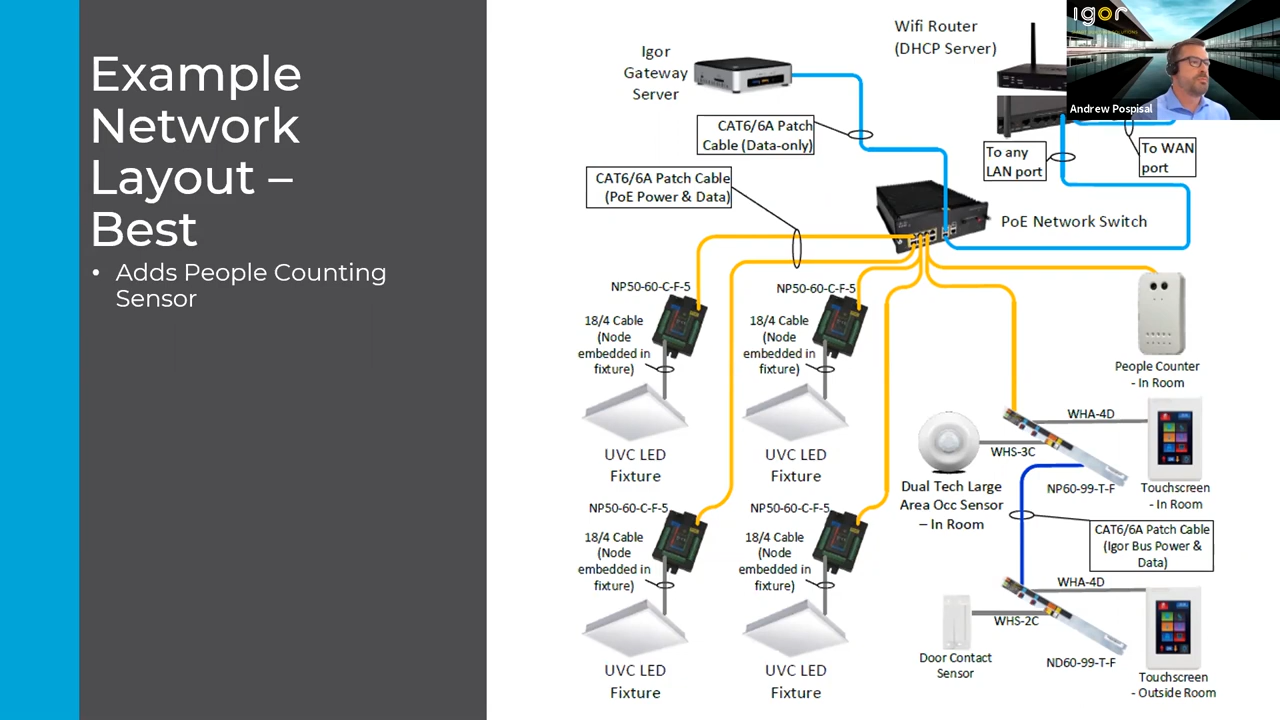 Example
Network
Layout –
Best
• Adds People Counting
Sensor
Igor
Gateway
Server
Wifi Router
(DHCP Server)
igor
Andrew Pospisal
CAT6/6A Patch
Cable (Data-only)
To any
LAN port
To WAN
port
CAT6/6A Patch Cable
(PoE Power & Data)
PoE Network Switch
NP50-60-C-F-5
18/4 Cable
(Node
embedded in
fixture)
UVC LED
Fixture
NP50-60-C-F-5
18/4 Cable
(Node
embedded in
fixture)
UVC LED
Fixture
People Counter
- In Room
WHA-4D
WHS-3C
NP60-99-T-F
Touchscreen
- In Room
Dual Tech Large
Area Occ Sensor
– In Room
CAT6/6A Patch Cable
(Igor Bus Power &
Data)
NP50-60-C-F-5
18/4 Cable
(Node
embedded in
fixture)
UVC LED
Fixture
NP50-60-C-F-5
18/4 Cable
(Node
embedded in
fixture)
UVC LED
Fixture
WHA-4D
WHS-2C
Door Contact
Sensor
ND60-99-T-F
Touchscreen
- Outside Room